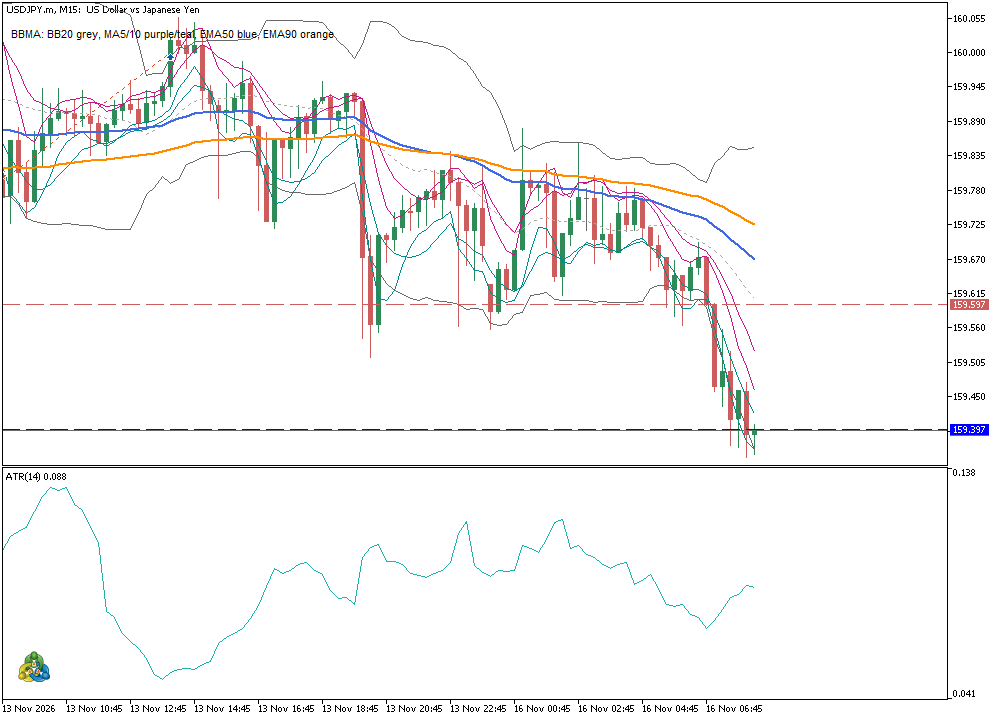 USDJPY.m, M15: US Dollar vs Japanese Yen
BBMA: BB20 grey, MA5/10 purple/teal, EMA50 blue, EMA90 orange
160.055
160.000
159.945
159.890
159.835
159.780
159.725
159.670
159.615
159.597
159.560
159.505
159.450
159.397
ATR(14) 0.088
0.138
0.041
13 Nov 2026
13 Nov 10:45
13 Nov 12:45
13 Nov 14:45
13 Nov 16:45
13 Nov 18:45
13 Nov 20:45
13 Nov 22:45
16 Nov 00:45
16 Nov 02:45
16 Nov 04:45
16 Nov 06:45